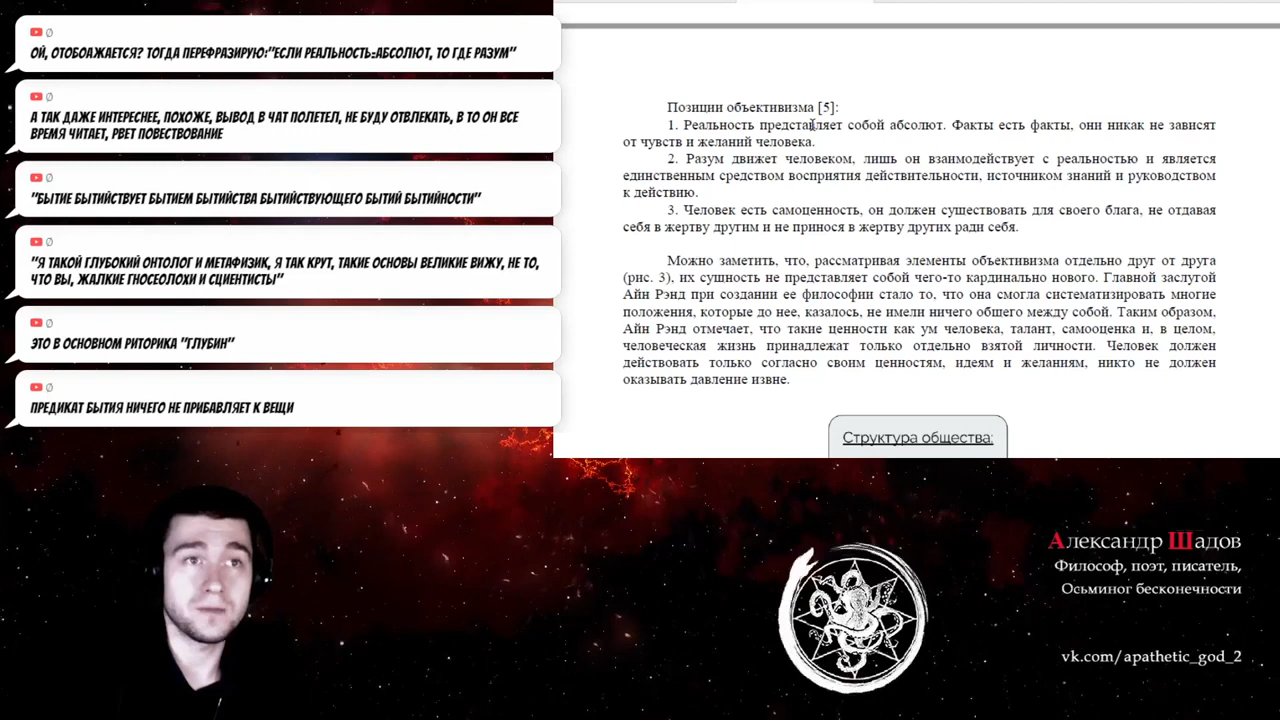 Ø
ОЙ, ОТОБОАЖАЕТСЯ? ТОГДА ПЕРЕФРАЗИРУЮ:"ЕСЛИ РЕАЛЬНОСТЬ=АБСОЛЮТ, ТО ГДЕ РАЗУМ"
Ø
А ТАК ДАЖЕ ИНТЕРЕСНЕЕ, ПОХОЖЕ, ВЫВОД В ЧАТ ПОЛЕТЕЛ, НЕ БУДУ ОТВЛЕКАТЬ, В ТО ОН ВСЕ
ВРЕМЯ ЧИТАЕТ, РВЕТ ПОВЕСТВОВАНИЕ
Ø
"БЫТИЕ БЫТИЙСТВУЕТ БЫТИЕМ БЫТИЙСТВА БЫТИЙСТВУЮЩЕГО БЫТИЙ БЫТИЙНОСТИ"
Ø
"Я ТАКОЙ ГЛУБОКИЙ ОНТОЛОГ И МЕТАФИЗИК, Я ТАК КРУТ, ТАКИЕ ОСНОВЫ ВЕЛИКИЕ ВИЖУ, НЕ ТО,
ЧТО ВЫ, ЖАЛКИЕ ГНОСЕОЛОХИ И СЦИЕНТИСТЫ"
Ø
ЭТО В ОСНОВНОМ РИТОРИКА "ГЛУБИН"
Ø
ПРЕДИКАТ БЫТИЯ НИЧЕГО НЕ ПРИБАВЛЯЕТ К ВЕЩИ
Позиции объективизма [5]:
1. Реальность представляет собой абсолют. Факты есть факты, они никак не зависят
от чувств и желаний человека.
2. Разум движет человеком, лишь он взаимодействует с реальностью и является
единственным средством восприятия действительности, источником знаний и руководством
к действию.
3. Человек есть самоценность, он должен существовать для своего блага, не отдавая
себя в жертву другим и не принося в жертву других ради себя.
Можно заметить, что, рассматривая элементы объективизма отдельно друг от друга
(рис. 3), их сущность не представляет собой чего-то кардинально нового. Главной заслугой
Айн Рэнд при создании ее философии стало то, что она смогла систематизировать многие
положения, которые до нее, казалось, не имели ничего общего между собой. Таким образом,
Айн Рэнд отмечает, что такие ценности как ум человека, талант, самооценка и, в целом,
человеческая жизнь принадлежат только отдельно взятой личности. Человек должен
действовать только согласно своим ценностям, идеям и желаниям, никто не должен
оказывать давление извне.
Структура общества:
Александр Шадов
Философ, поэт, писатель,
Осьминог бесконечности
vk.com/apathetic_god_2